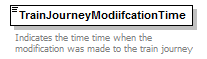 TrainJourneyModiifcationTime
Indicates the time time when the
modification was made to the train journey